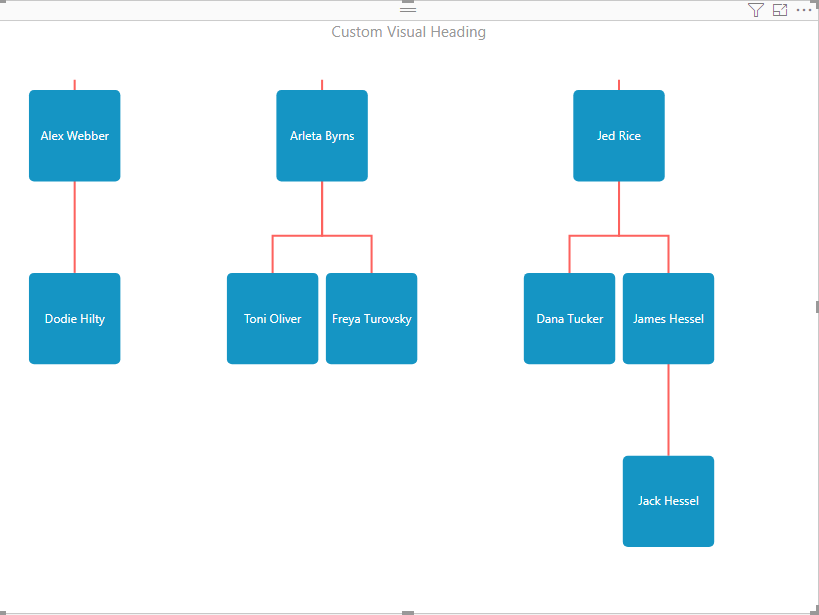 Custom Visual Heading
Alex Webber
Arleta Byrns
Jed Rice
Dodie Hilty
Toni Oliver
Freya Turovsky
Dana Tucker
James Hessel
Jack Hessel